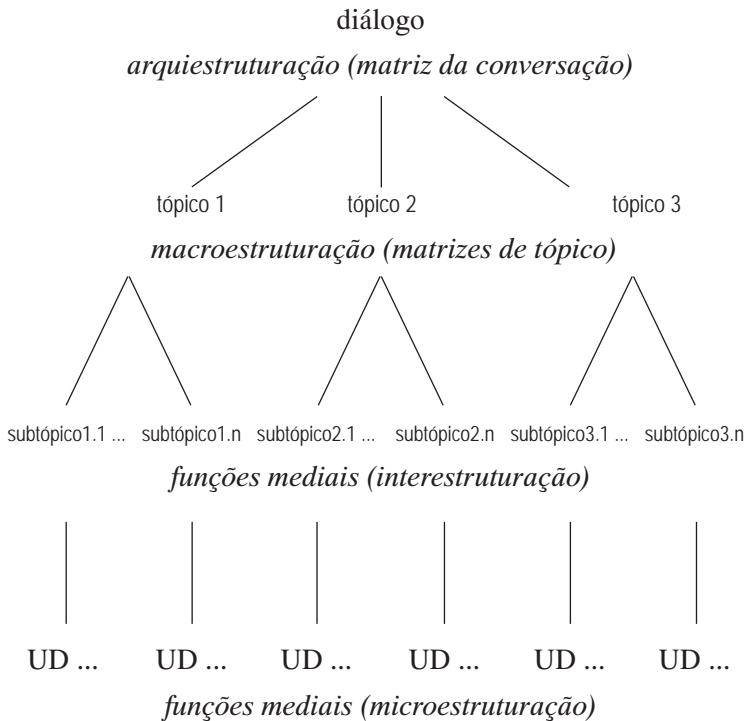 diálogo
arquiestruturação (matriz da conversação)
tópico 1 tópico 2 tópico 3
macroestruturação (matrizes de tópico)
subtópico1.1 ... subtópico1.n subtópico2.1 ... subtópico2.n subtópico3.1 ... subtópico3.n
funções mediais (interestruturação)
UD ... UD ... UD ... UD ... UD ... UD ...
funções mediais (microestruturação)